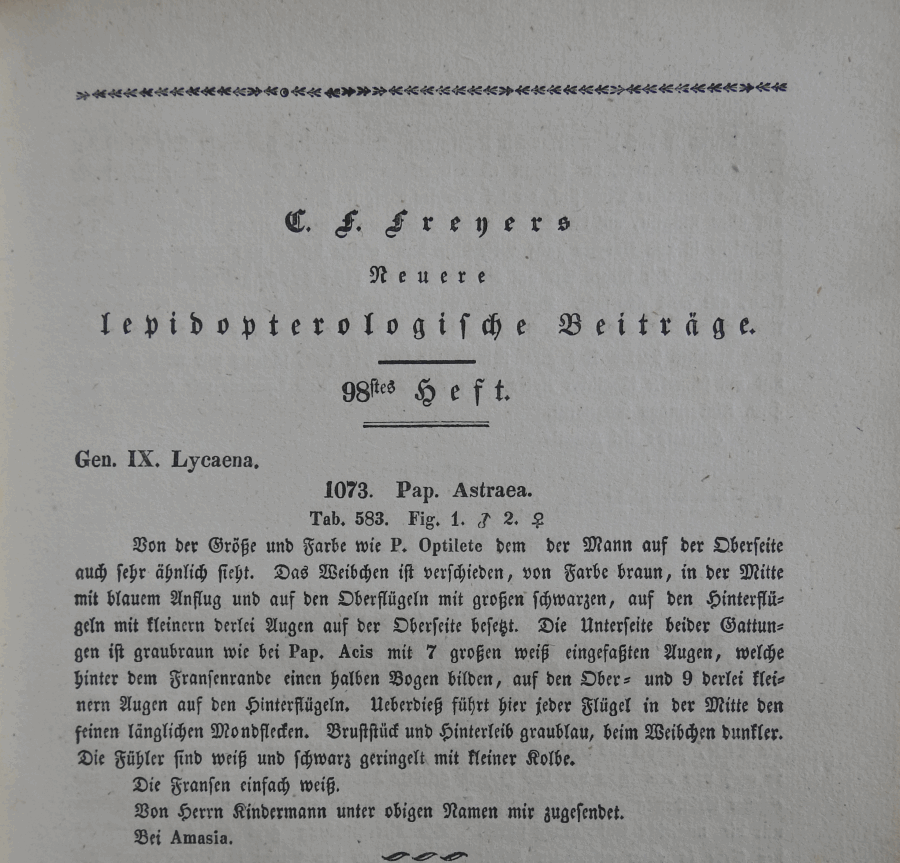 C. F. Freyers
Neuere
lepidopterologische Beiträge.
98stes Heft.
Gen. IX. Lycaena.
1073. Pap. Astraea.
Tab. 583. Fig. 1. ♂ 2. ♀
Von der Größe und Farbe wie P. Optilete dem der Mann auf der Oberseite
auch sehr ähnlich sieht. Das Weibchen ist verschieden, von Farbe braun, in der Mitte
mit blauem Anflug und auf den Oberflügeln mit großen schwarzen, auf den Hinterflü-
geln mit kleinern derlei Augen auf der Oberseite besetzt. Die Unterseite beider Gattun-
gen ist graubraun wie bei Pap. Acis mit 7 großen weiß eingefaßten Augen, welche
hinter dem Fransenrande einen halben Bogen bilden, auf den Ober- und 9 derlei klei-
nern Augen auf den Hinterflügeln. Ueberdieß führt hier jeder Flügel in der Mitte den
feinen länglichen Mondflecken. Bruststück und Hinterleib graublau, beim Weibchen dunkler.
Die Fühler sind weiß und schwarz geringelt mit kleiner Kolbe.
Die Fransen einfach weiß.
Von Herrn Kindermann unter obigen Namen mir zugesendet.
Bei Amasia.